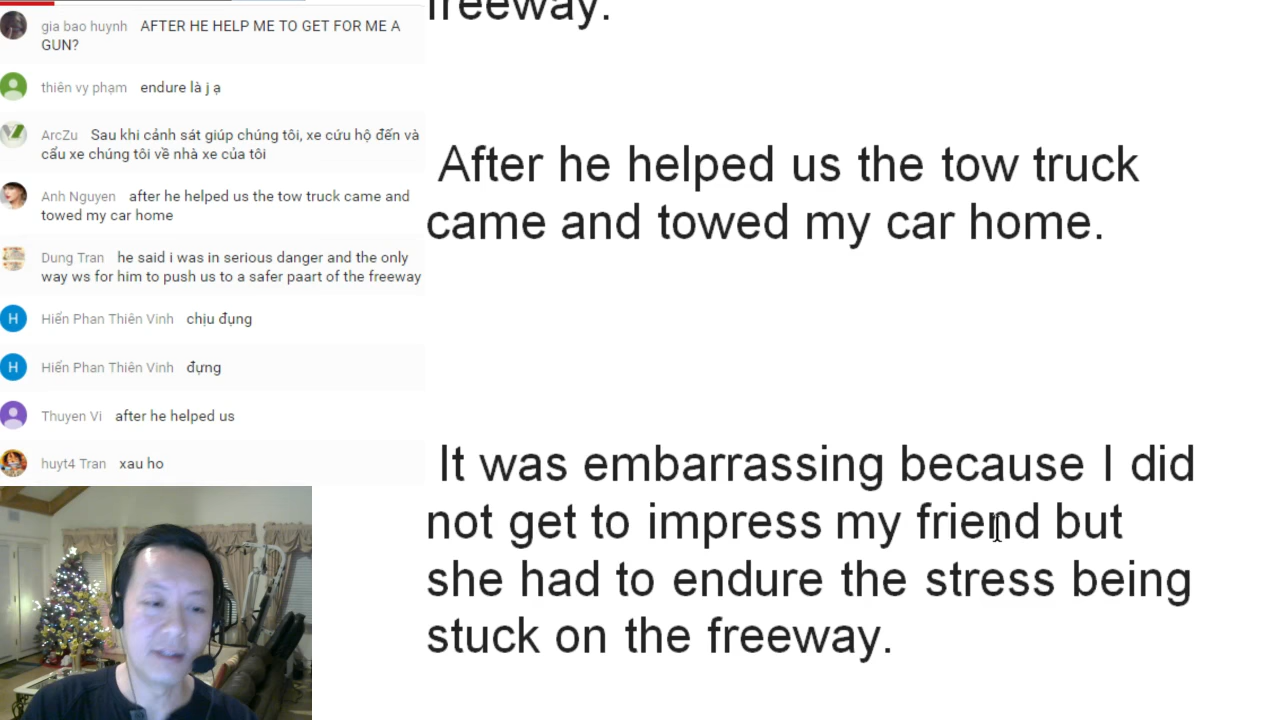 gia bao huynh AFTER HE HELP ME TO GET FOR ME A
GUN?
thiên vy phạm endure là j ạ
ArcZu Sau khi cảnh sát giúp chúng tôi, xe cứu hộ đến và
cẩu xe chúng tôi về nhà xe của tôi
Anh Nguyen after he helped us the tow truck came and
towed my car home
Dung Tran he said i was in serious danger and the only
way ws for him to push us to a safer paart of the freeway
H Hiển Phan Thiên Vinh chịu đụng
H Hiển Phan Thiên Vinh đựng
Thuyen Vi after he helped us
huyt4 Tran xau ho
freeway.
After he helped us the tow truck
came and towed my car home.
It was embarrassing because I did
not get to impress my friend but
she had to endure the stress being
stuck on the freeway.